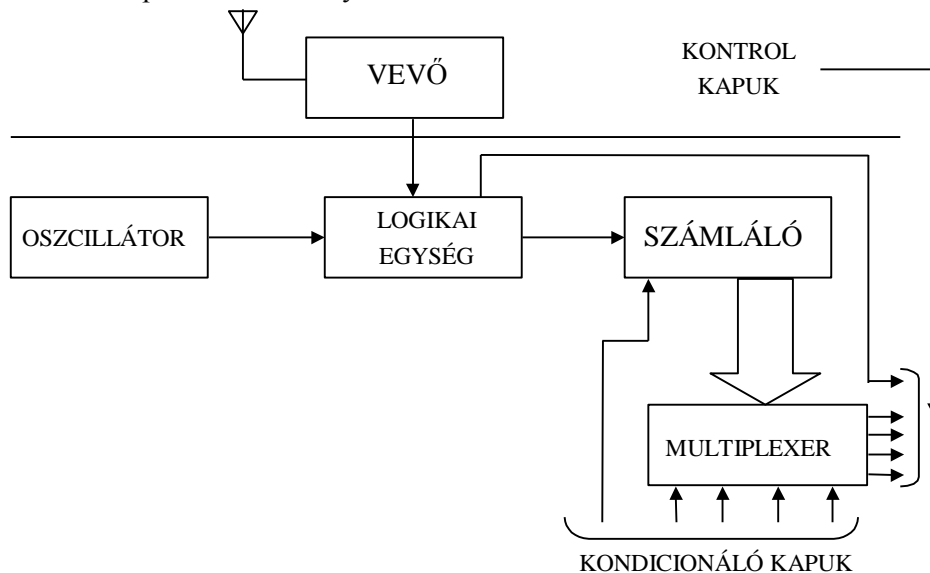 VEVŐ
KONTROL
KAPUK
OSZCILLÁTOR
LOGIKAI
EGYSÉG
SZÁMLÁLÓ
MULTIPLEXER
KONDICIONÁLÓ KAPUK